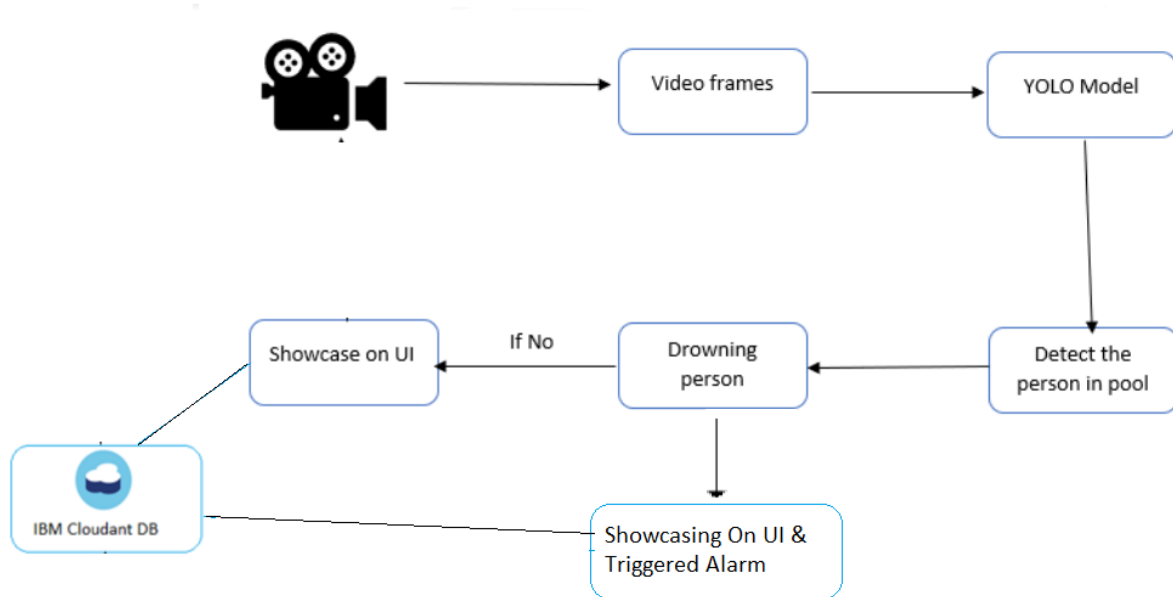 Video frames
YOLO Model
Showcase on UI
If No
Drowning
person
Detect the
person in pool
IBM Cloudant DB
Showcasing On UI &
Triggered Alarm